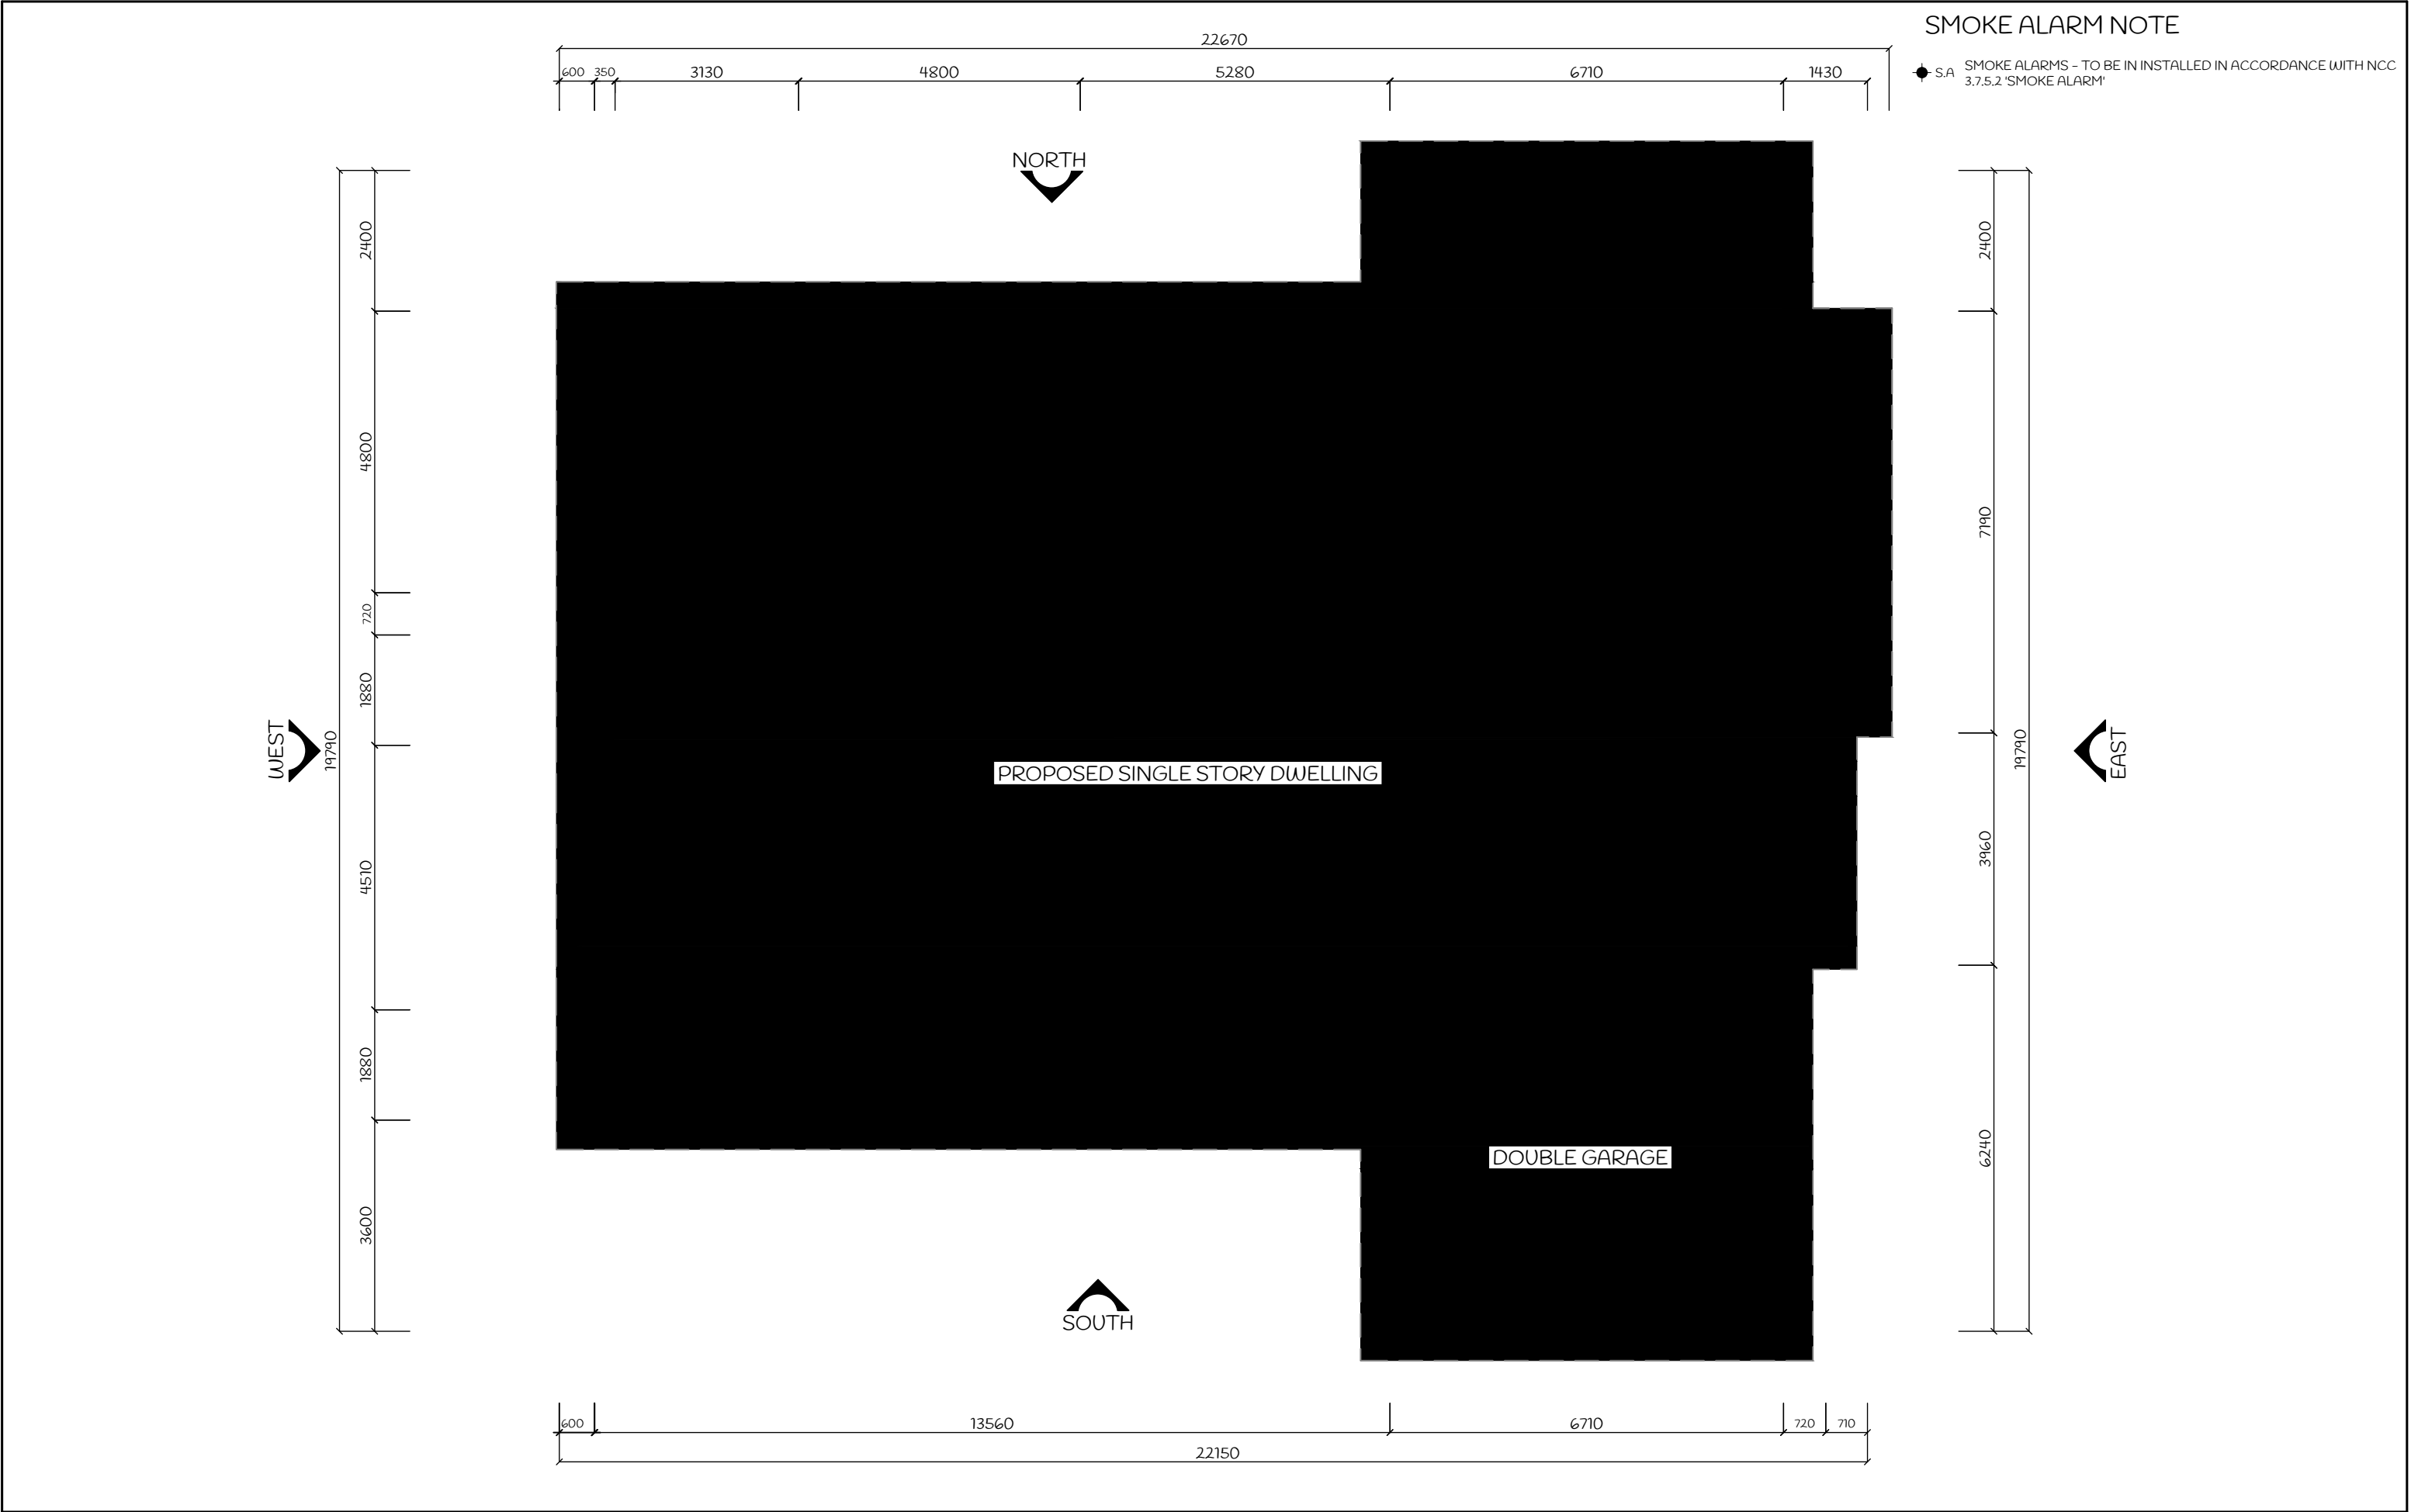 SMOKE ALARM NOTE
S.A
SMOKE ALARMS - TO BE IN INSTALLED IN ACCORDANCE WITH NCC
3.7.5.2 'SMOKE ALARM'
22670
600 350 3130 4800 5280 6710 1430
NORTH
2400
4800
720
1880
4510
1880
3600
19790
WEST
PROPOSED SINGLE STORY DWELLING
DOUBLE GARAGE
2400
7190
3960
6240
19790
EAST
SOUTH
600 13560 6710 720 710
22150